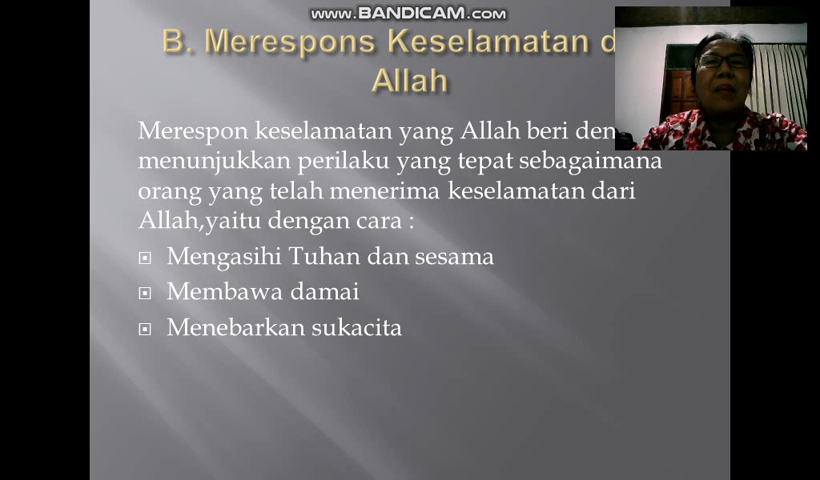 www.BANDICAM.com
B. Merespons Keselamatan
Allah
Merespon keselamatan yang Allah beri
menunjukkan perilaku yang tepat sebagaimana
orang yang telah menerima keselamatan dari
Allah,yaitu dengan cara :
Mengasihi Tuhan dan sesama
Membawa damai
Menebarkan sukacita